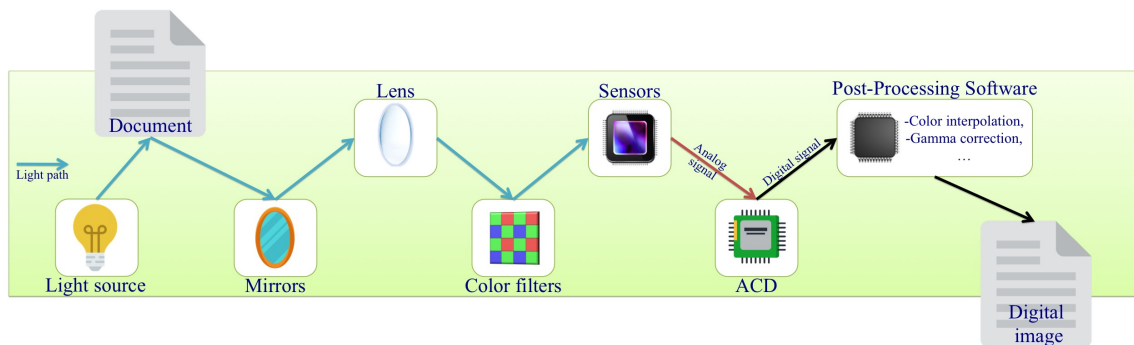 Document
Lens
Sensors
Post-Processing Software
-Color interpolation,
-Gamma correction,
…
Analog
signal
Digital signal
Light path
Light source
Mirrors
Color filters
ACD
Digital
image